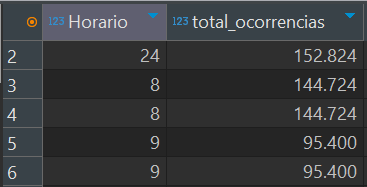 123 Horario 123 total_ocorrencias
2 24 152.824
3 8 144.724
4 8 144.724
5 9 95.400
6 9 95.400